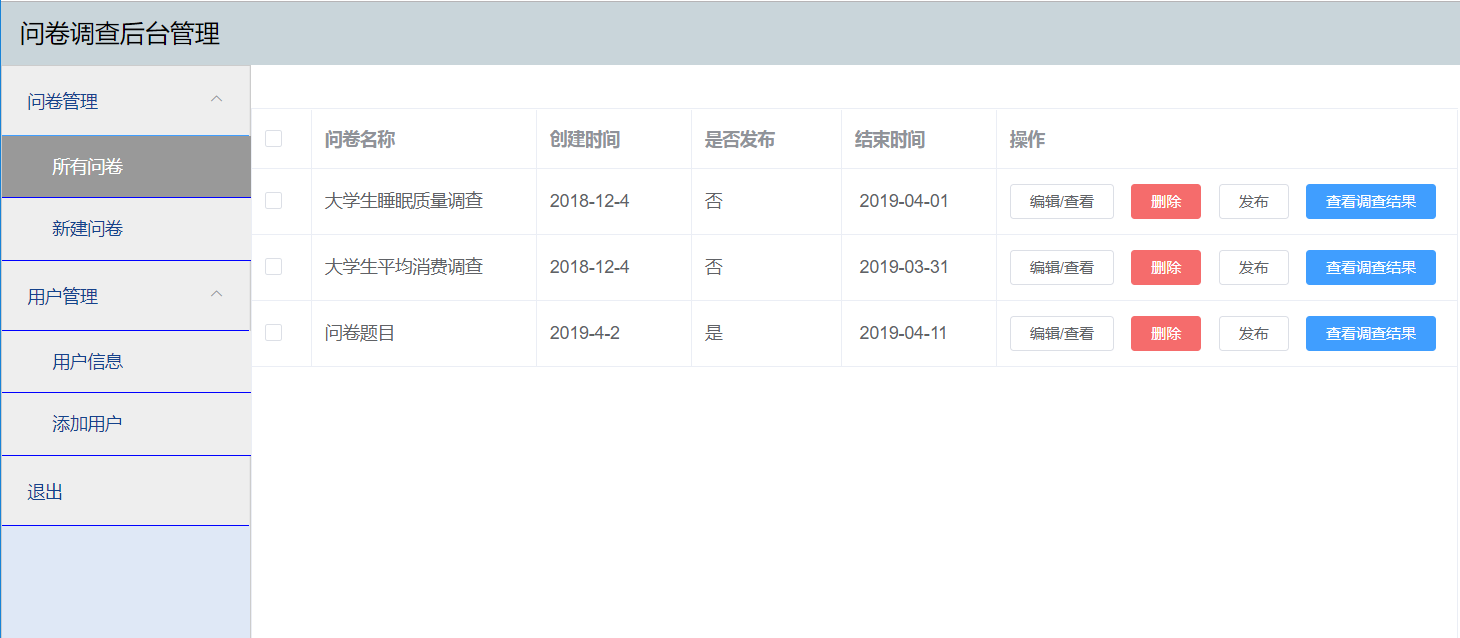 问卷调查后台管理
问卷管理
所有问卷
新建问卷
用户管理
用户信息
添加用户
退出
问卷名称 创建时间 是否发布 结束时间 操作
大学生睡眠质量调查 2018-12-4 否 2019-04-01 编辑/查看 删除 发布 查看调查结果
大学生平均消费调查 2018-12-4 否 2019-03-31 编辑/查看 删除 发布 查看调查结果
问卷题目 2019-4-2 是 2019-04-11 编辑/查看 删除 发布 查看调查结果